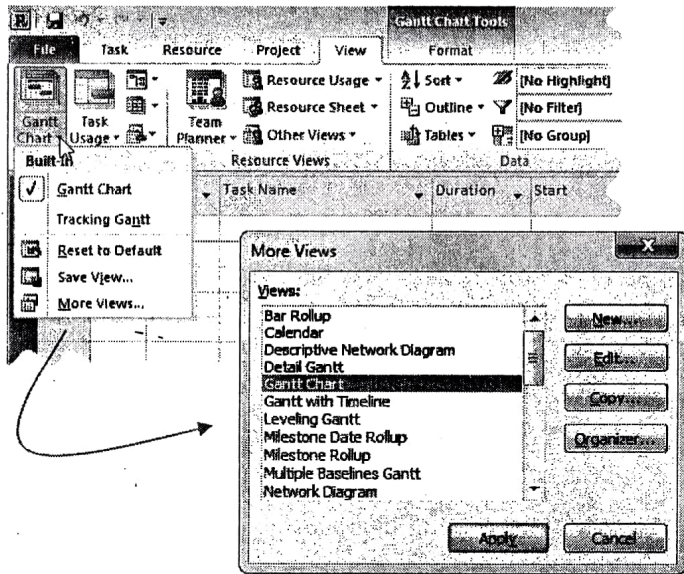 Gantt Chart Tools
File Task Resource Project View Format
Gantt Chart
Task Usage
Team Planner
Resource Usage
Resource Sheet
Other Views
Sort
Outline
Tables
[No Highlight]
[No Filter]
[No Group]
Resource Views
Data
Built-In
Gantt Chart
Tracking Gantt
Reset to Default
Save View...
More Views...
Task Name Duration Start
More Views
Views:
Bar Rollup
Calendar
Descriptive Network Diagram
Detail Gantt
Gantt Chart
Gantt with Timeline
Leveling Gantt
Milestone Date Rollup
Milestone Rollup
Multiple Baselines Gantt
Network Diagram
New...
Edit...
Copy...
Organizer...
Apply
Cancel